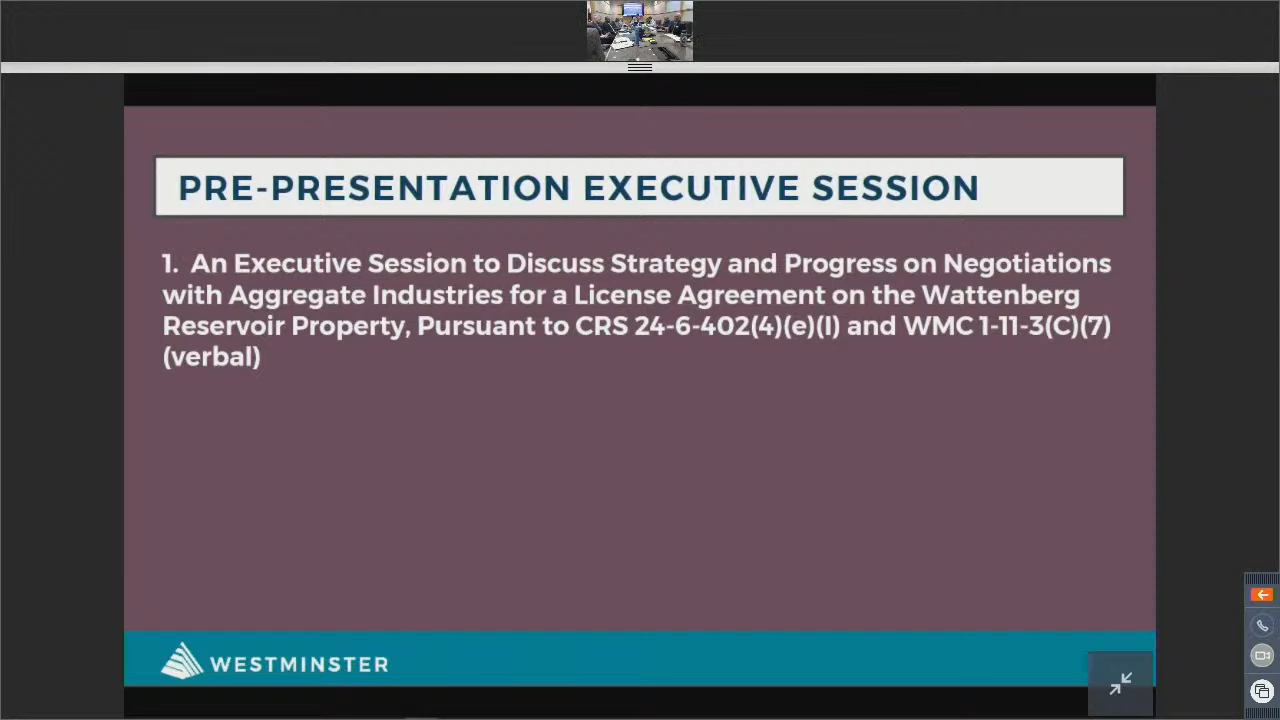 PRE-PRESENTATION EXECUTIVE SESSION
1. An Executive Session to Discuss Strategy and Progress on Negotiations
with Aggregate Industries for a License Agreement on the Wattenberg
Reservoir Property, Pursuant to CRS 24-6-402(4)(e)(I) and WMC 1-11-3(C)(7)
(verbal)
WESTMINSTER